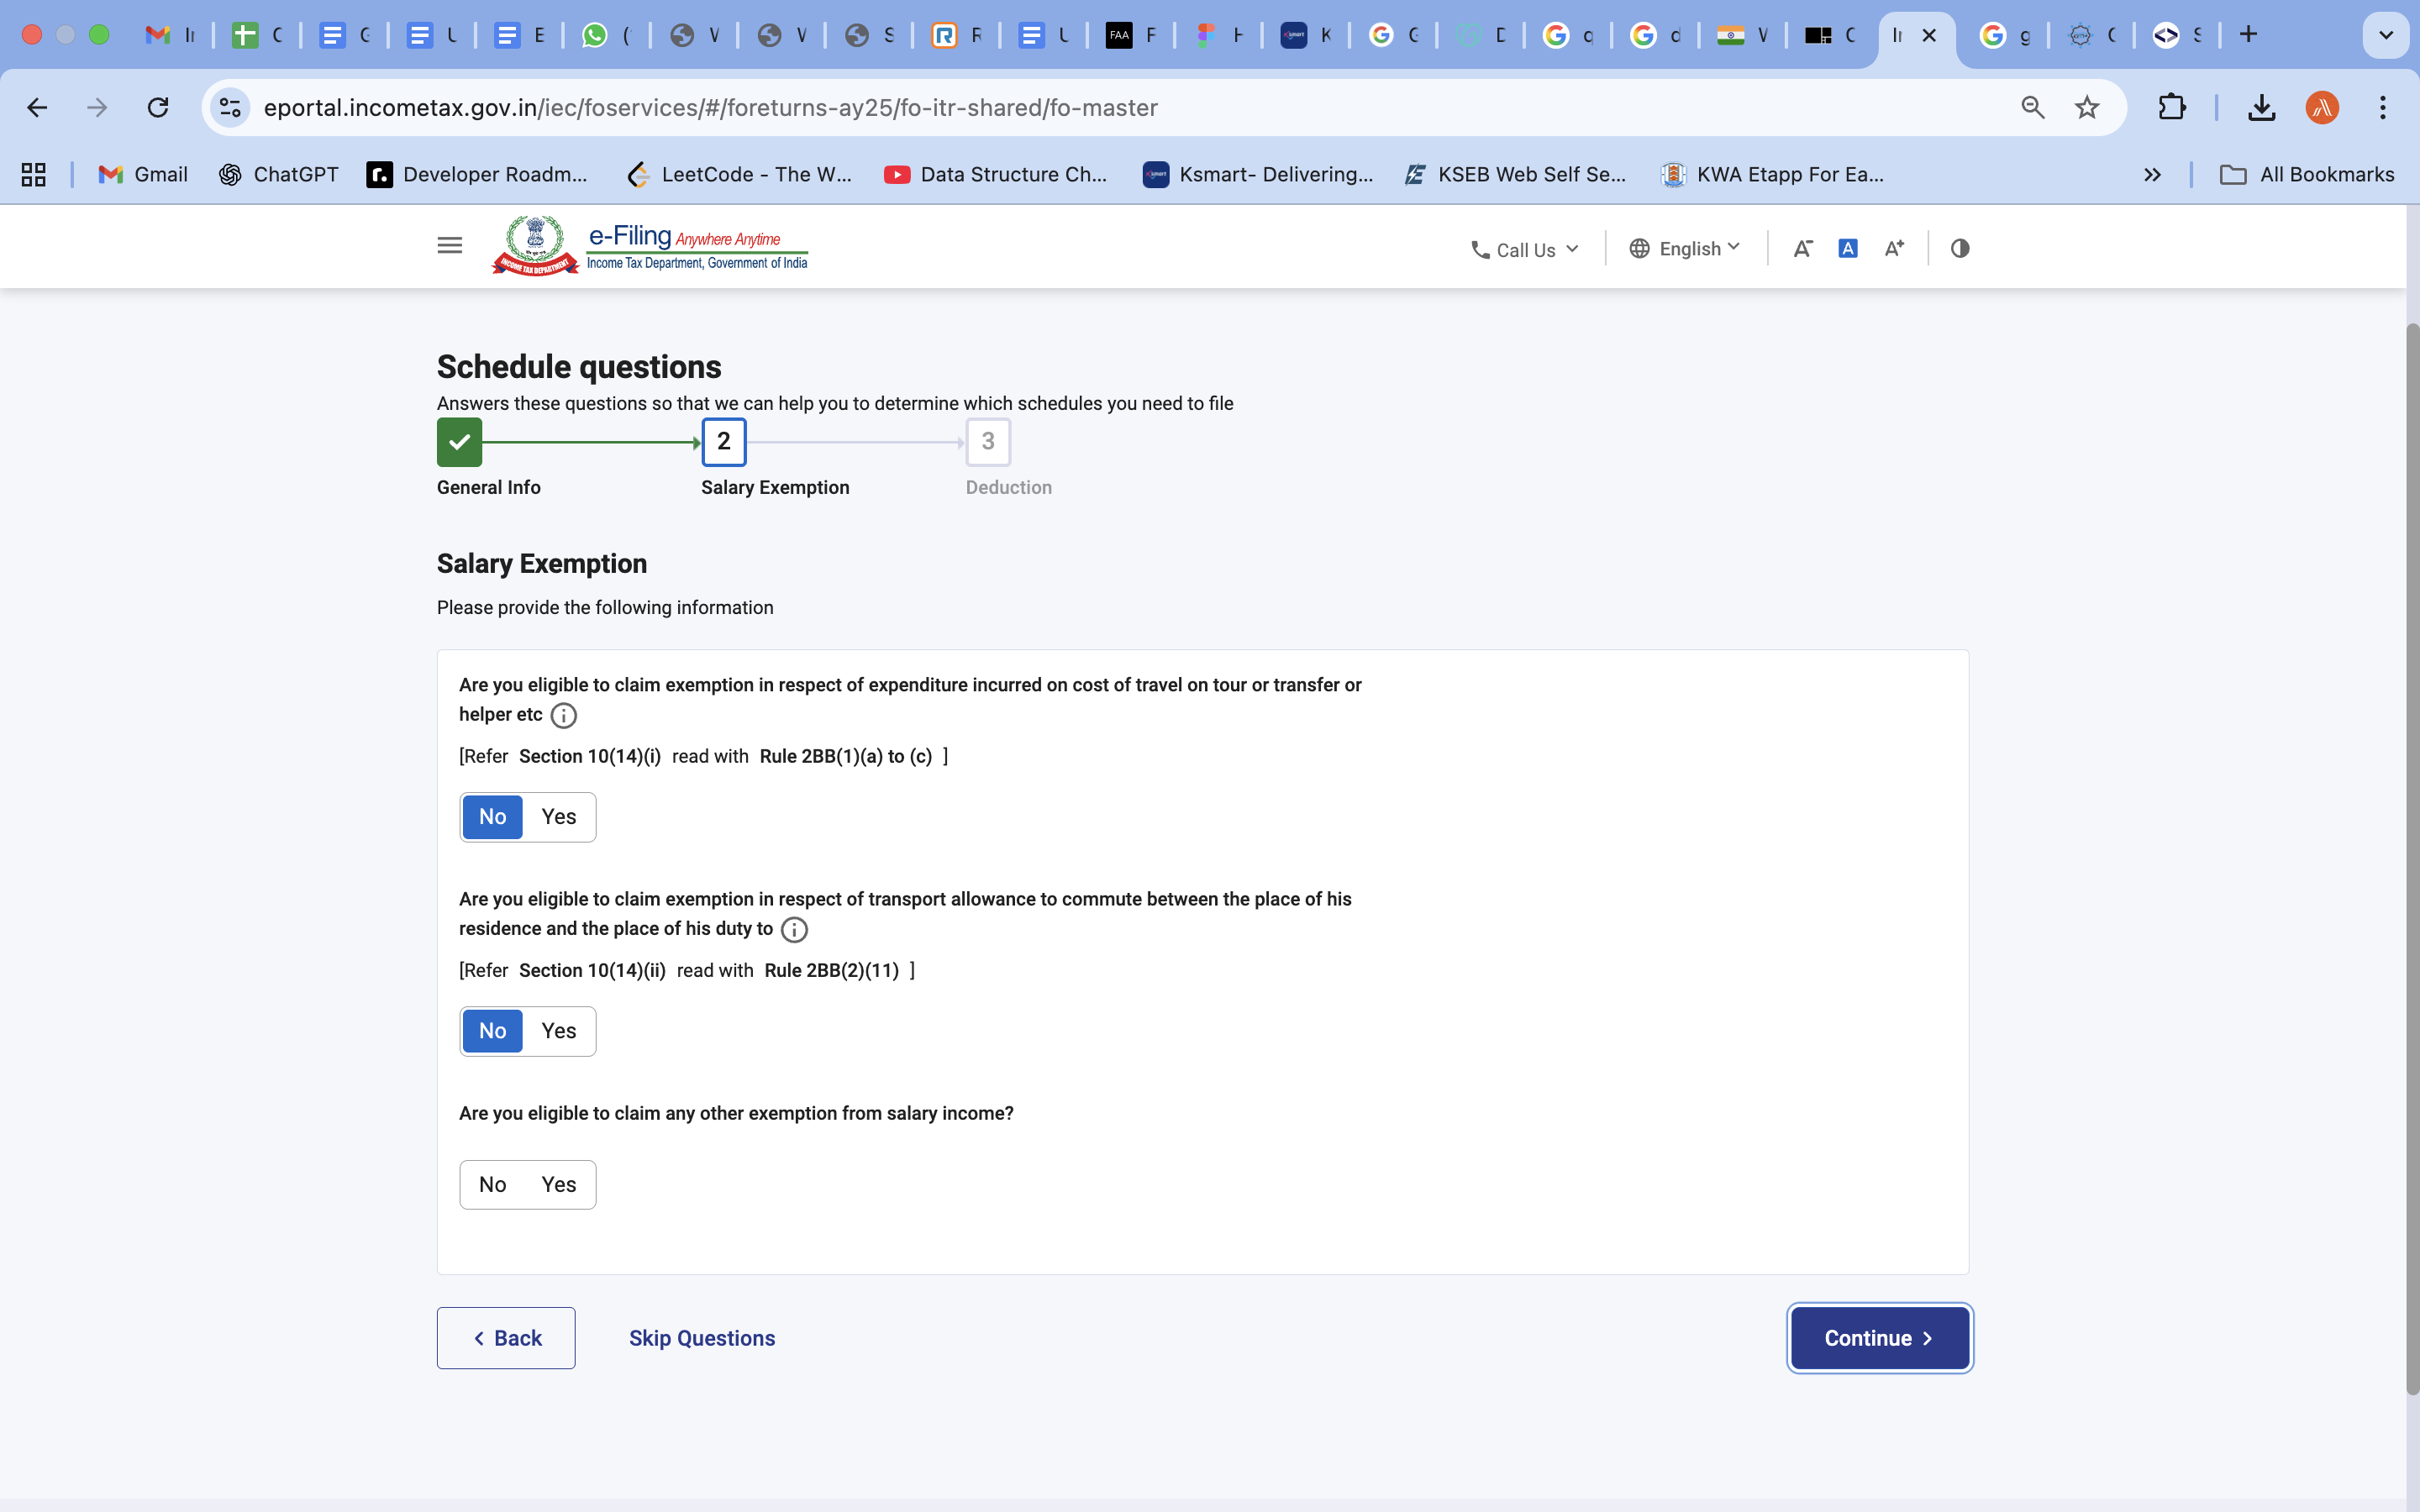 eportal.incometax.gov.in/iec/foservices/#/foreturns-ay25/fo-itr-shared/fo-master
Gmail
ChatGPT
Developer Roadm...
LeetCode - The W...
Data Structure Ch...
Ksmart- Delivering...
KSEB Web Self Se...
KWA Etapp For Ea...
All Bookmarks
e-Filing Anywhere Anytime
Income Tax Department, Government of India
INCOME TAX DEPARTMENT
Call Us
English
A-
A
A+
Schedule questions
Answers these questions so that we can help you to determine which schedules you need to file
2
3
General Info
Salary Exemption
Deduction
Salary Exemption
Please provide the following information
Are you eligible to claim exemption in respect of expenditure incurred on cost of travel on tour or transfer or
helper etc
[Refer Section 10(14)(i) read with Rule 2BB(1)(a) to (c) ]
No Yes
Are you eligible to claim exemption in respect of transport allowance to commute between the place of his
residence and the place of his duty to
[Refer Section 10(14)(ii) read with Rule 2BB(2)(11) ]
No Yes
Are you eligible to claim any other exemption from salary income?
No Yes
Back
Skip Questions
Continue